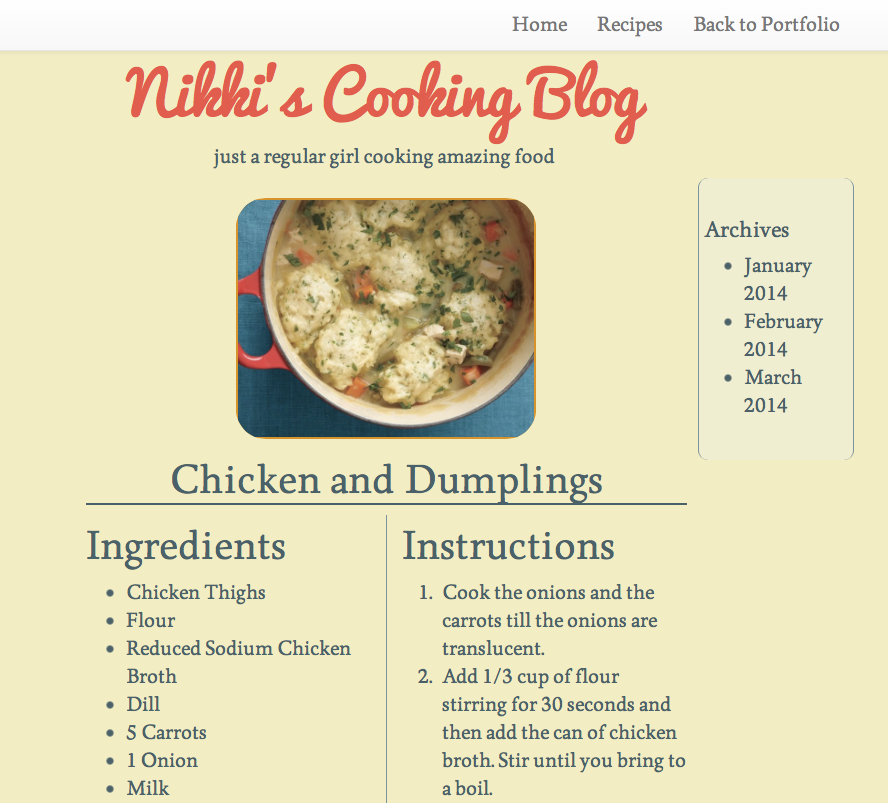 Home Recipes Back to Portfolio
Nikki's Cooking Blog
just a regular girl cooking amazing food
Archives
January
2014
February
2014
March
2014
Chicken and Dumplings
Ingredients
Chicken Thighs
Flour
Reduced Sodium Chicken
Broth
Dill
5 Carrots
1 Onion
Milk
Instructions
1. Cook the onions and the
carrots till the onions are
translucent.
2. Add 1/3 cup of flour
stirring for 30 seconds and
then add the can of chicken
broth. Stir until you bring to
a boil.